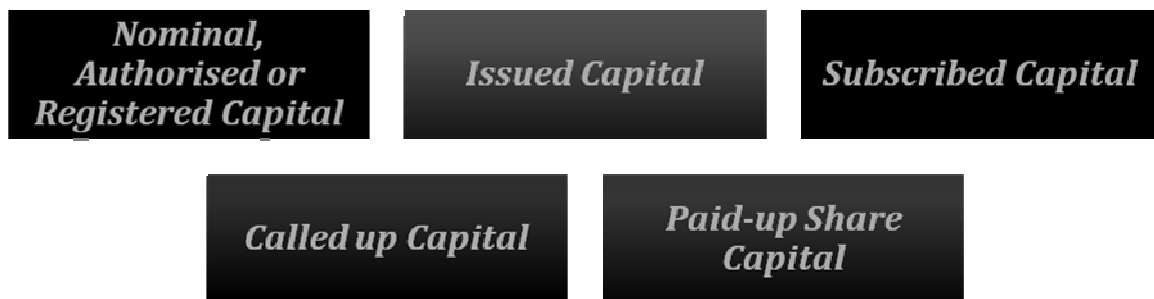 Nominal,
Authorised or
Registered Capital
Issued Capital
Subscribed Capital
Called up Capital
Paid-up Share
Capital